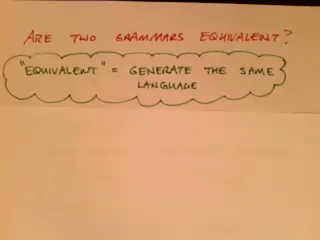 ARE TWO GRAMMARS EQUIVALENT?
"EQUIVALENT" = GENERATE THE SAME
LANGUAGE